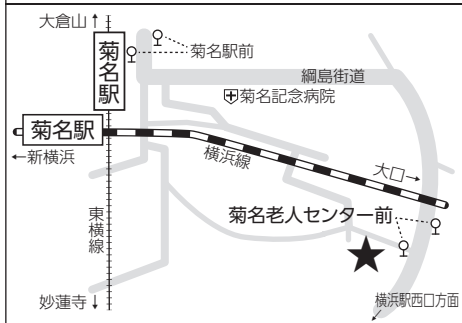 大倉山↑
菊名駅
菊名駅前
綱島街道
菊名記念病院
菊名駅
←新横浜
横浜線
大口→
東横線
菊名老人センター前
妙蓮寺↓
横浜駅西口方面